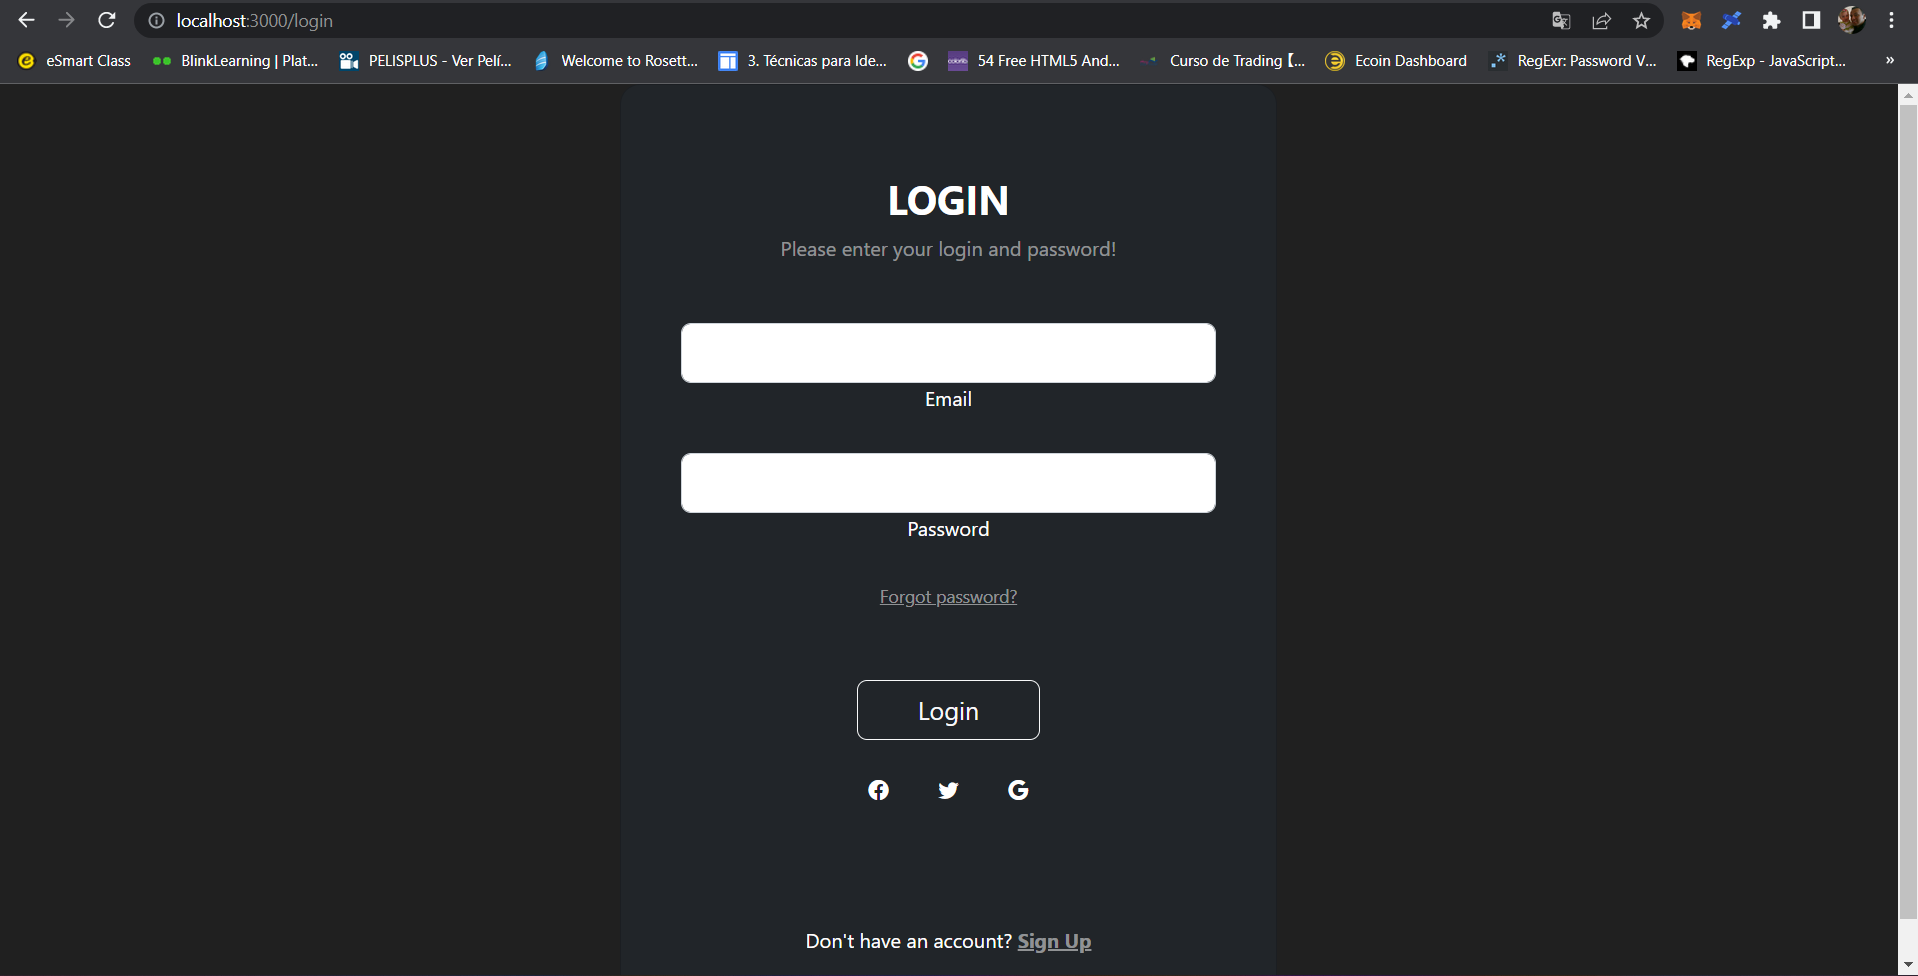 localhost:3000/login
eSmart Class BlinkLearning | Plat... PELISPLUS - Ver Pelí... Welcome to Rosett... 3. Técnicas para Ide... 54 Free HTML5 And... Curso de Trading【... Ecoin Dashboard RegExr: Password V... RegExp - JavaScript... »
LOGIN
Please enter your login and password!
Email
Password
Forgot password?
Login
Don't have an account? Sign Up